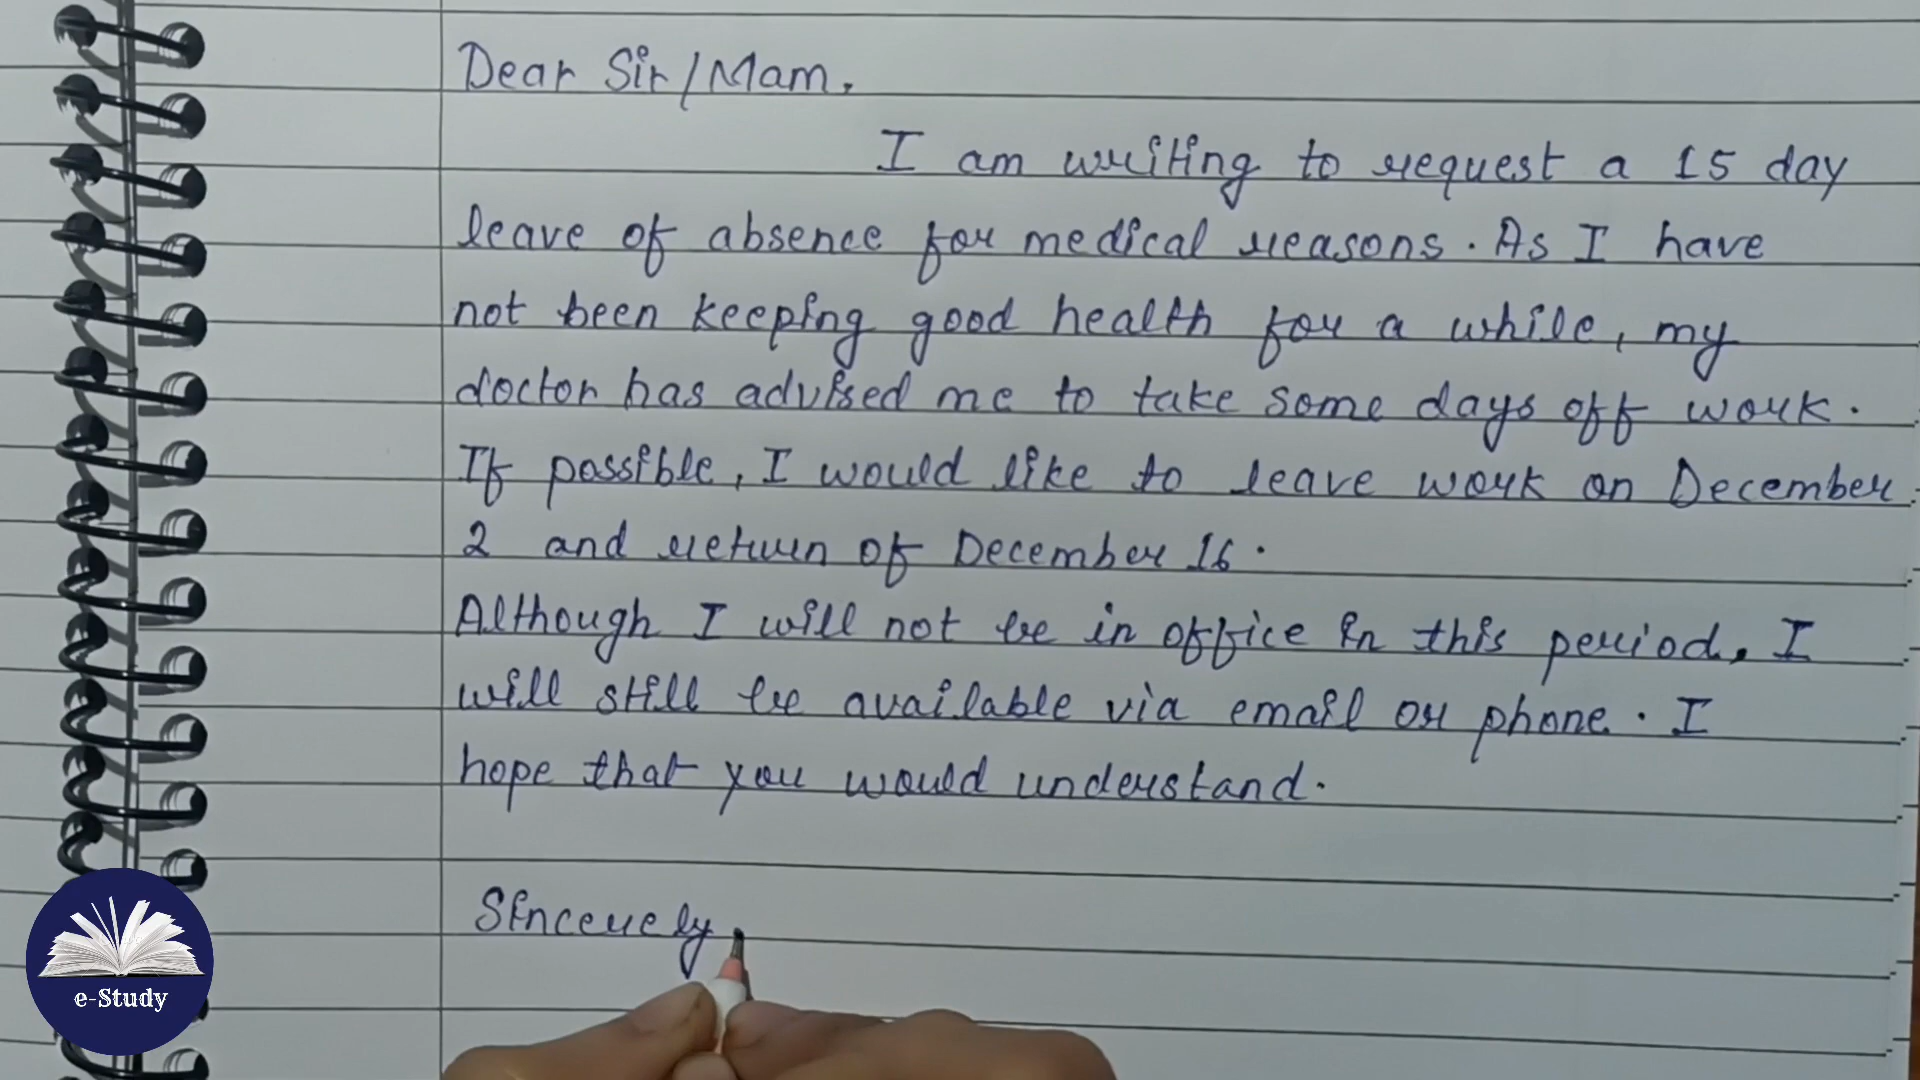 Dear Sir/Mam,
I am writing to request a 15 day
leave of absence for medical reasons. As I have
not been keeping good health for a while, my
doctor has advised me to take some days off work.
If possible, I would like to leave work on December
2 and return of December 16.
Although I will not be in office in this period, I
will still be available via email or phone. I
hope that you would understand.
Sincerely
e-Study